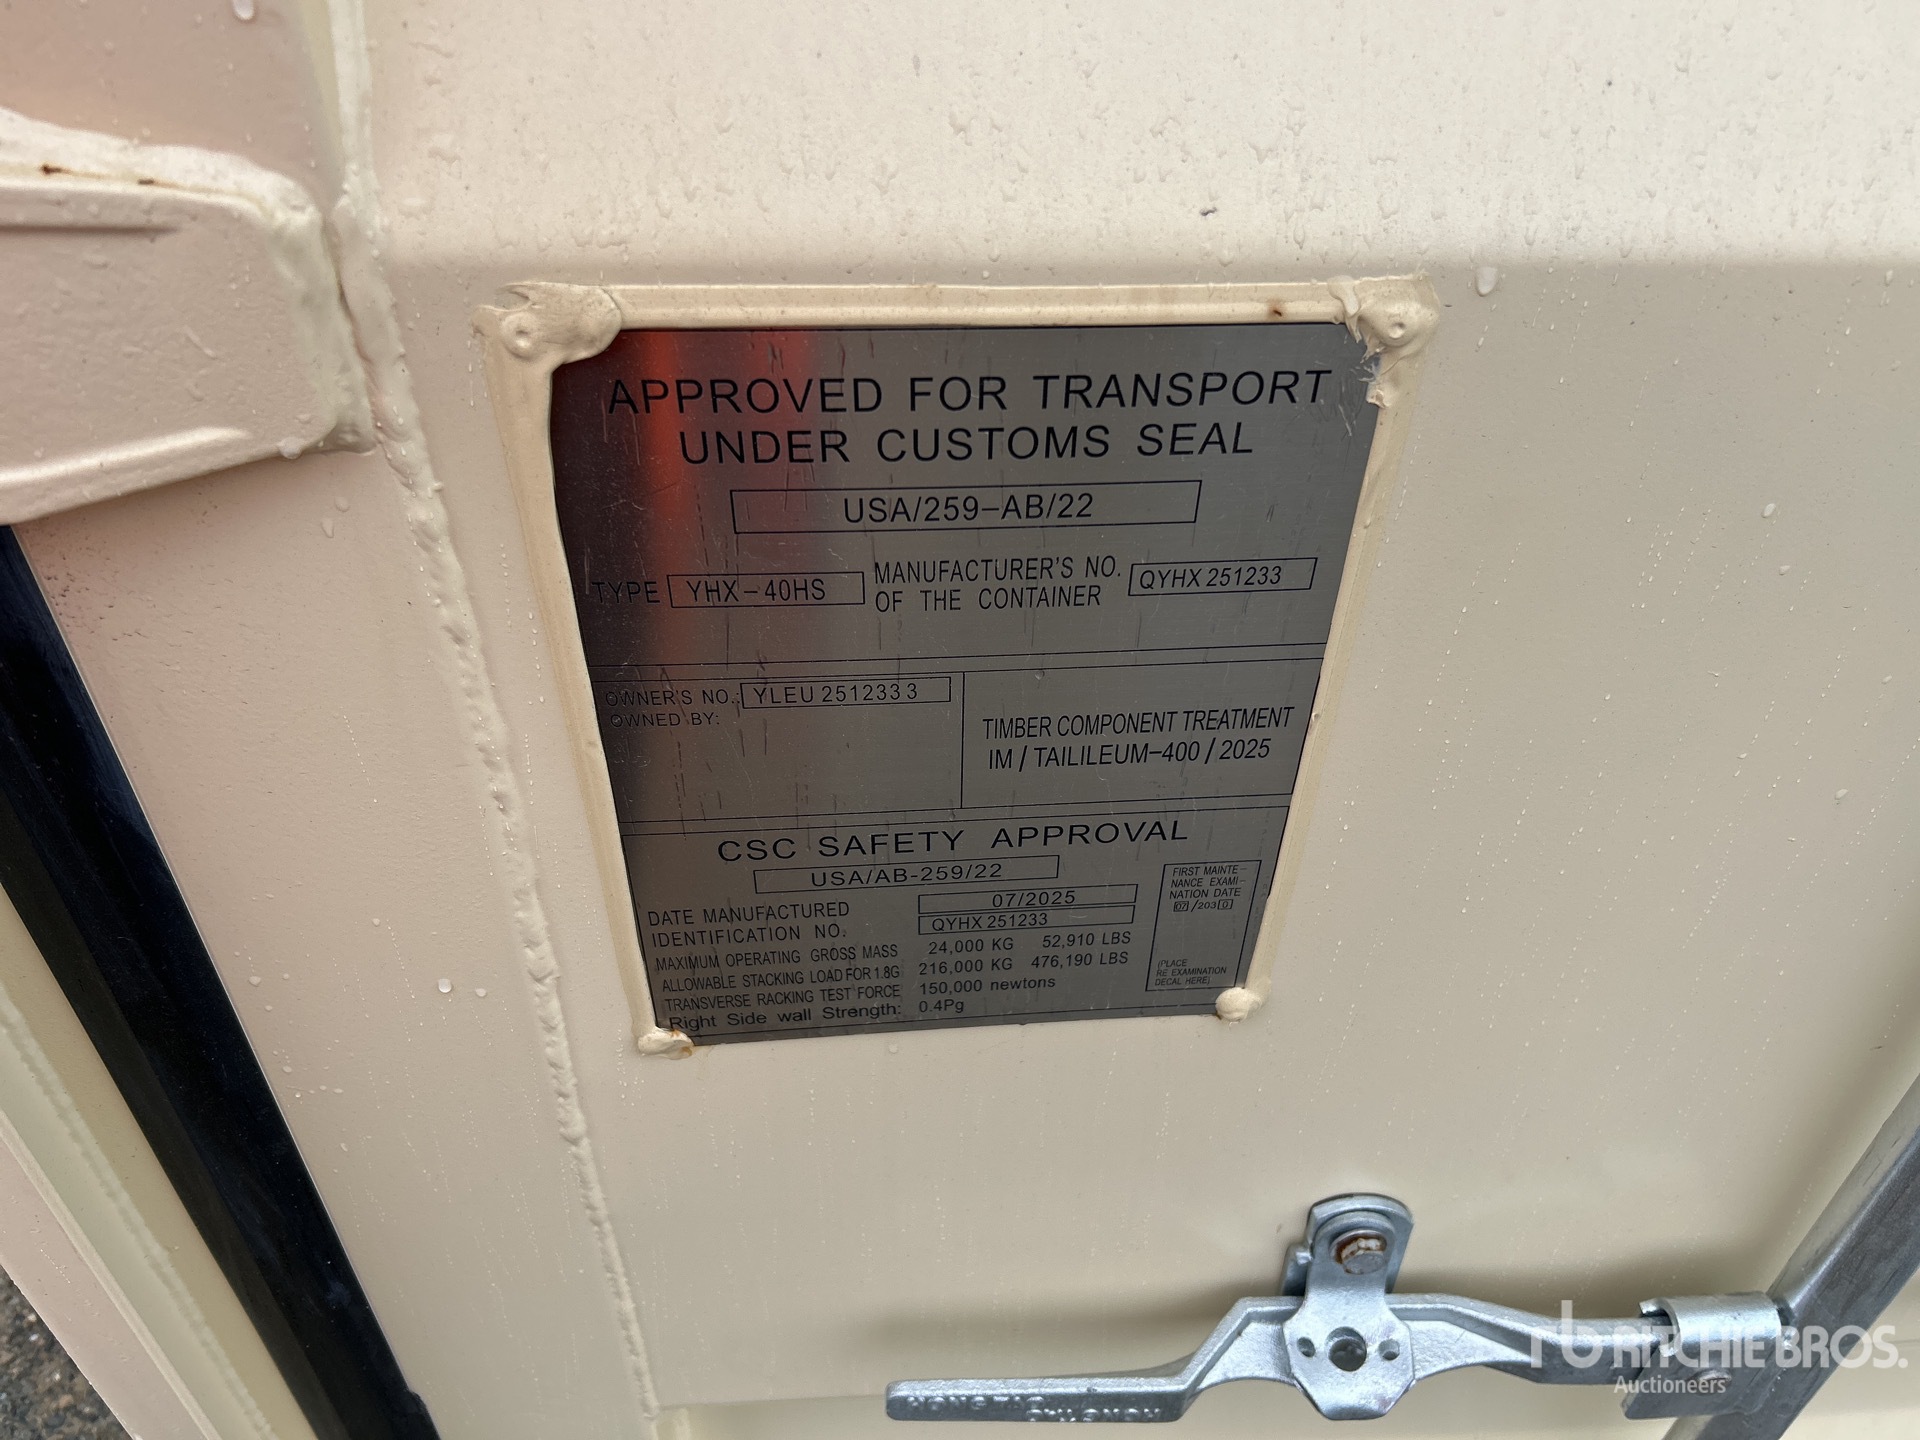 APPROVED FOR TRANSPORT
UNDER CUSTOMS SEAL
USA/259-AB/22
TYPE YHX-40HS MANUFACTURER'S NO. OF THE CONTAINER QYHX 251233
OWNER'S NO.: YLEU 251233 3
OWNED BY:
TIMBER COMPONENT TREATMENT
IM / TAILILEUM-400 / 2025
CSC SAFETY APPROVAL
USA/AB-259/22
DATE MANUFACTURED 07/2025
IDENTIFICATION NO. QYHX 251233
MAXIMUM OPERATING GROSS MASS 24,000 KG 52,910 LBS
ALLOWABLE STACKING LOAD FOR 1.8G 216,000 KG 476,190 LBS
TRANSVERSE RACKING TEST FORCE 150,000 newtons
Right Side wall Strength: 0.4Pg
FIRST MAINTE-
NANCE EXAMI-
NATION DATE
07/2030
(PLACE
RE EXAMINATION
DECAL HERE)
RITCHIE BROS.
Auctioneers